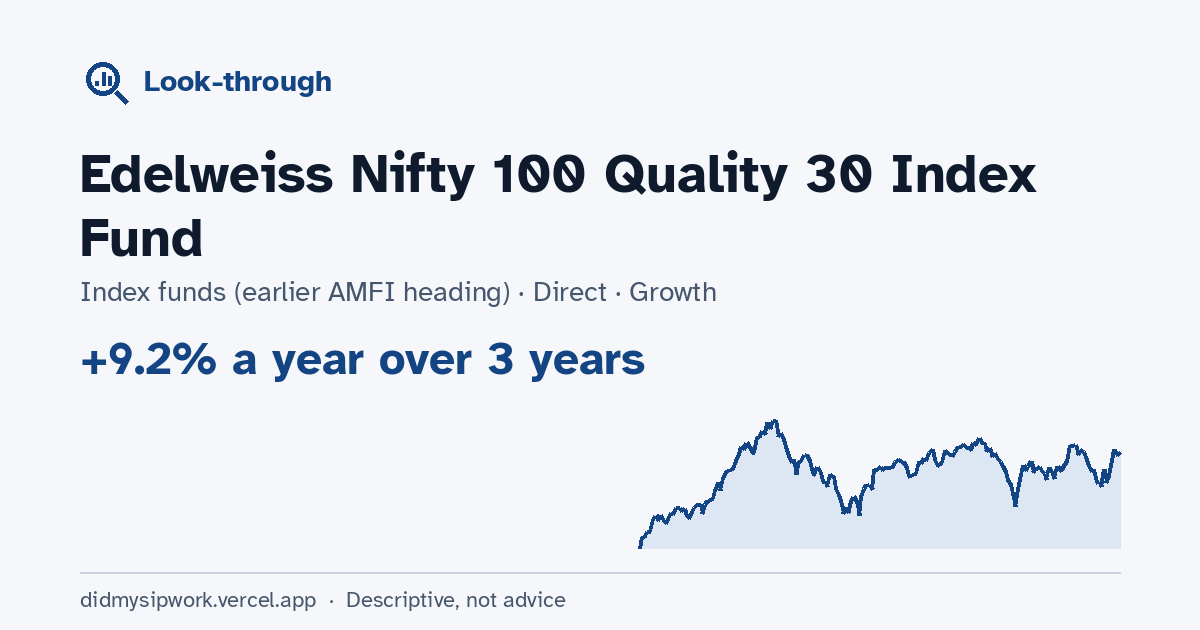 Look-through
Edelweiss Nifty 100 Quality 30 Index
Fund
Index funds (earlier AMFI heading) · Direct · Growth
+9.2% a year over 3 years
didmysipwork.vercel.app · Descriptive, not advice